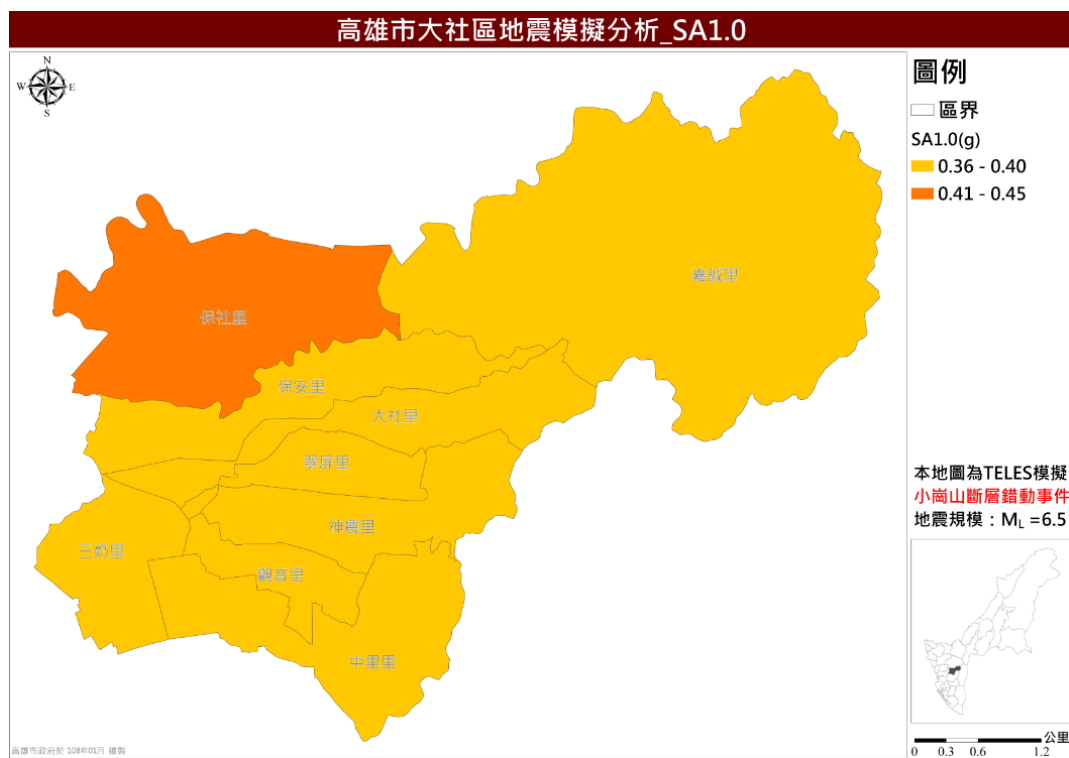 高雄市大社區地震模擬分析_SA1.0
N
W
E
S
圖例
區界
SA1.0(g)
0.36 - 0.40
0.41 - 0.45
嘉誠里
保社里
保安里
大社里
翠屏里
神農里
三奶里
觀音里
中里里
本地圖為TELES模擬
小崗山斷層錯動事件
地震規模：ML =6.5
公里
0 0.3 0.6 1.2
高雄市政府於 108年01月 繪製